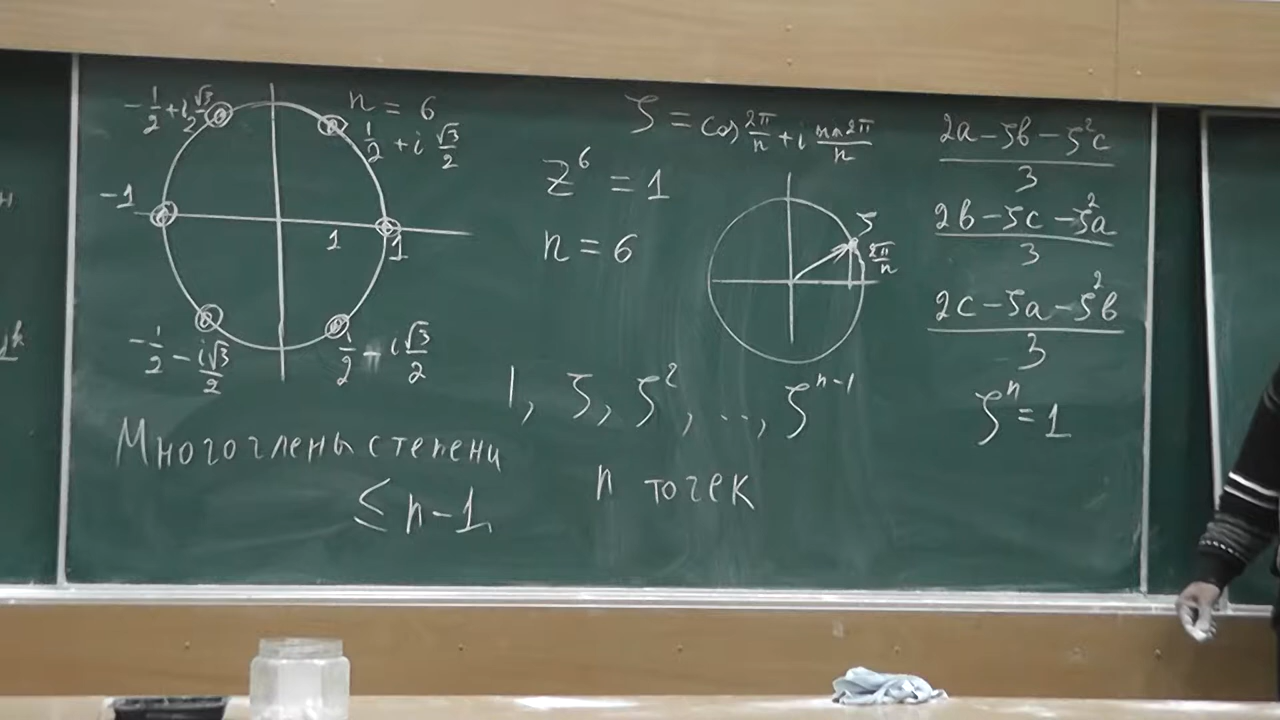 n = 6
-1/2 + i √3/2
1/2 + i √3/2
-1
1
1
-1/2 - i√3/2
1/2 - i√3/2
Многочлены степени
≤ n-1
ζ = cos 2π/n + i sin 2π/n
z⁶ = 1
n = 6
ζ
2π/n
1, ζ, ζ², ..., ζⁿ⁻¹
n точек
(2a - ζb - ζ²c)/3
(2b - ζc - ζ²a)/3
(2c - ζa - ζ²b)/3
ζⁿ = 1